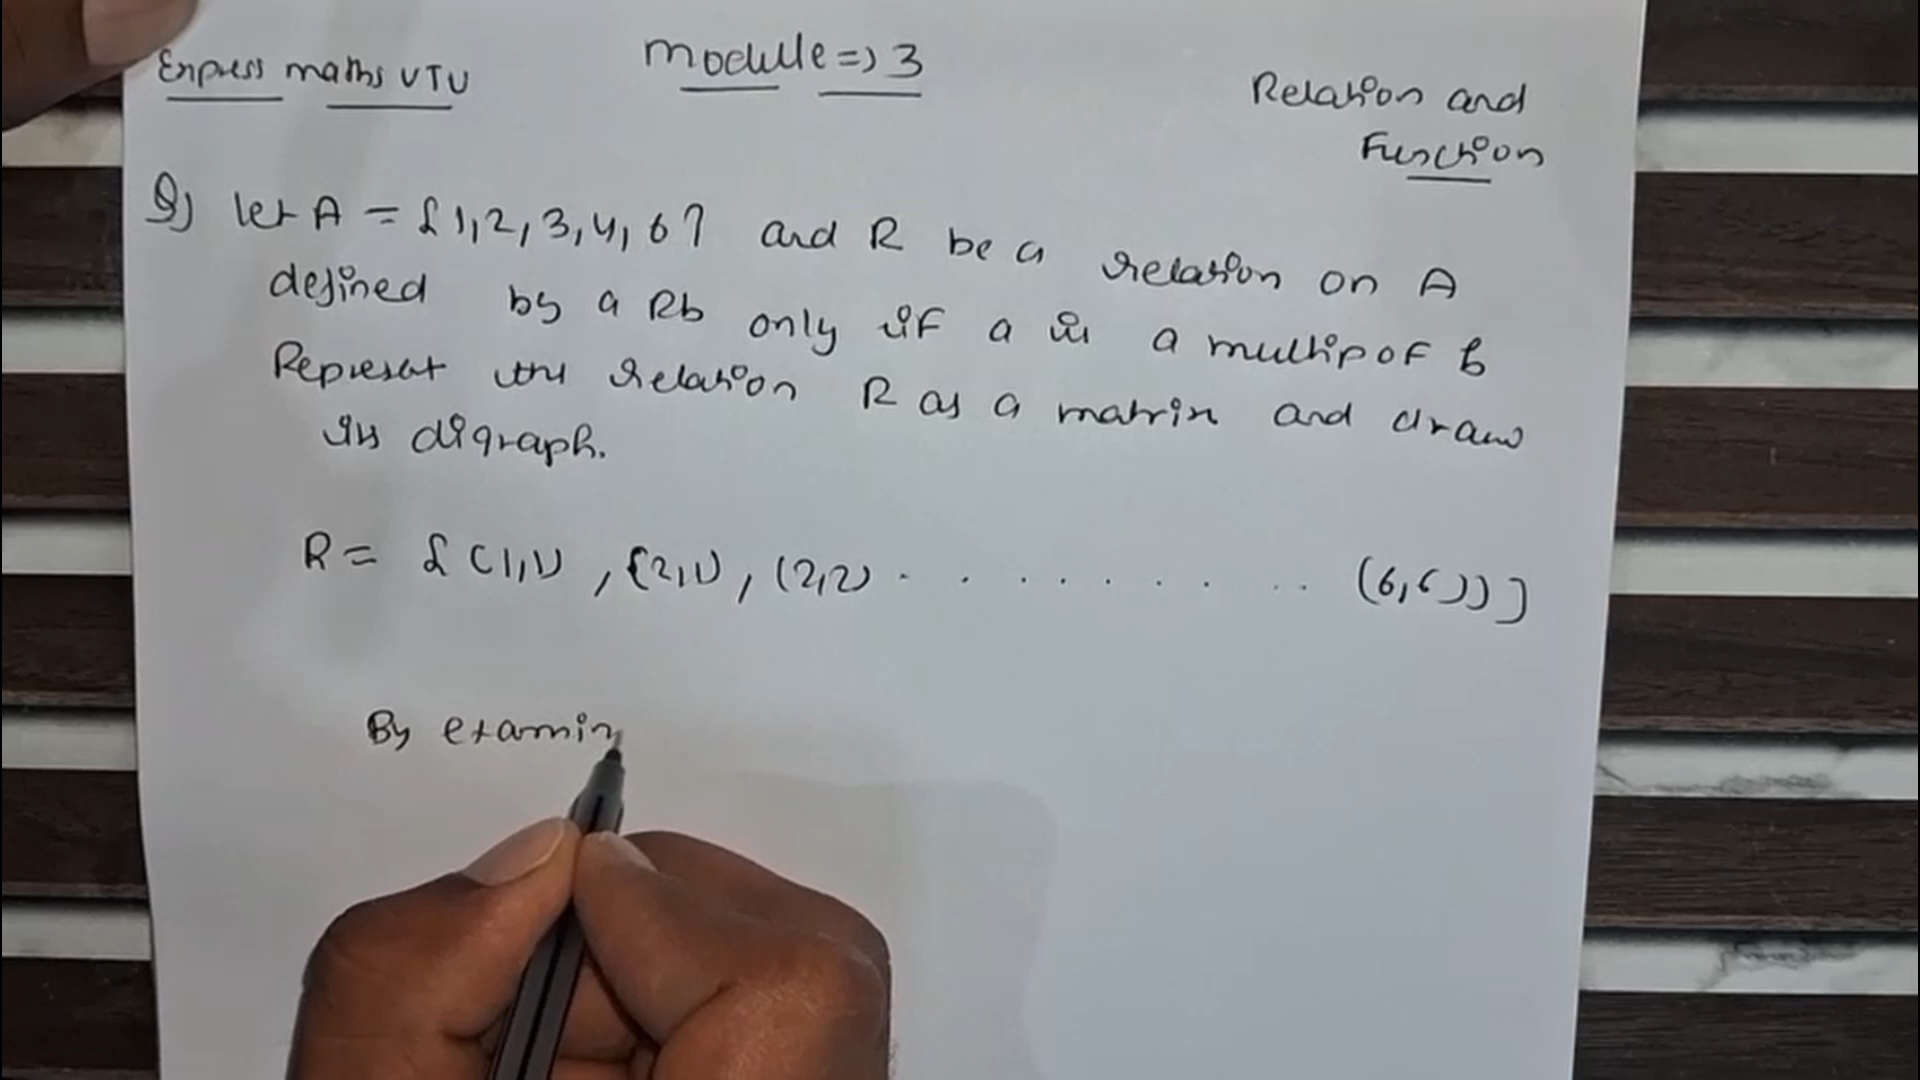 Express maths VTU
Module => 3
Relation and
Function
Q) let A = {1,2,3,4,6} and R be a relation on A
defined by a Rb only if a is a multip of b
Represent this relation R as a matrix and draw
its digraph.
R = { (1,1) , (2,1) , (2,2) . . . . . . . . . (6,6)) }
By examin